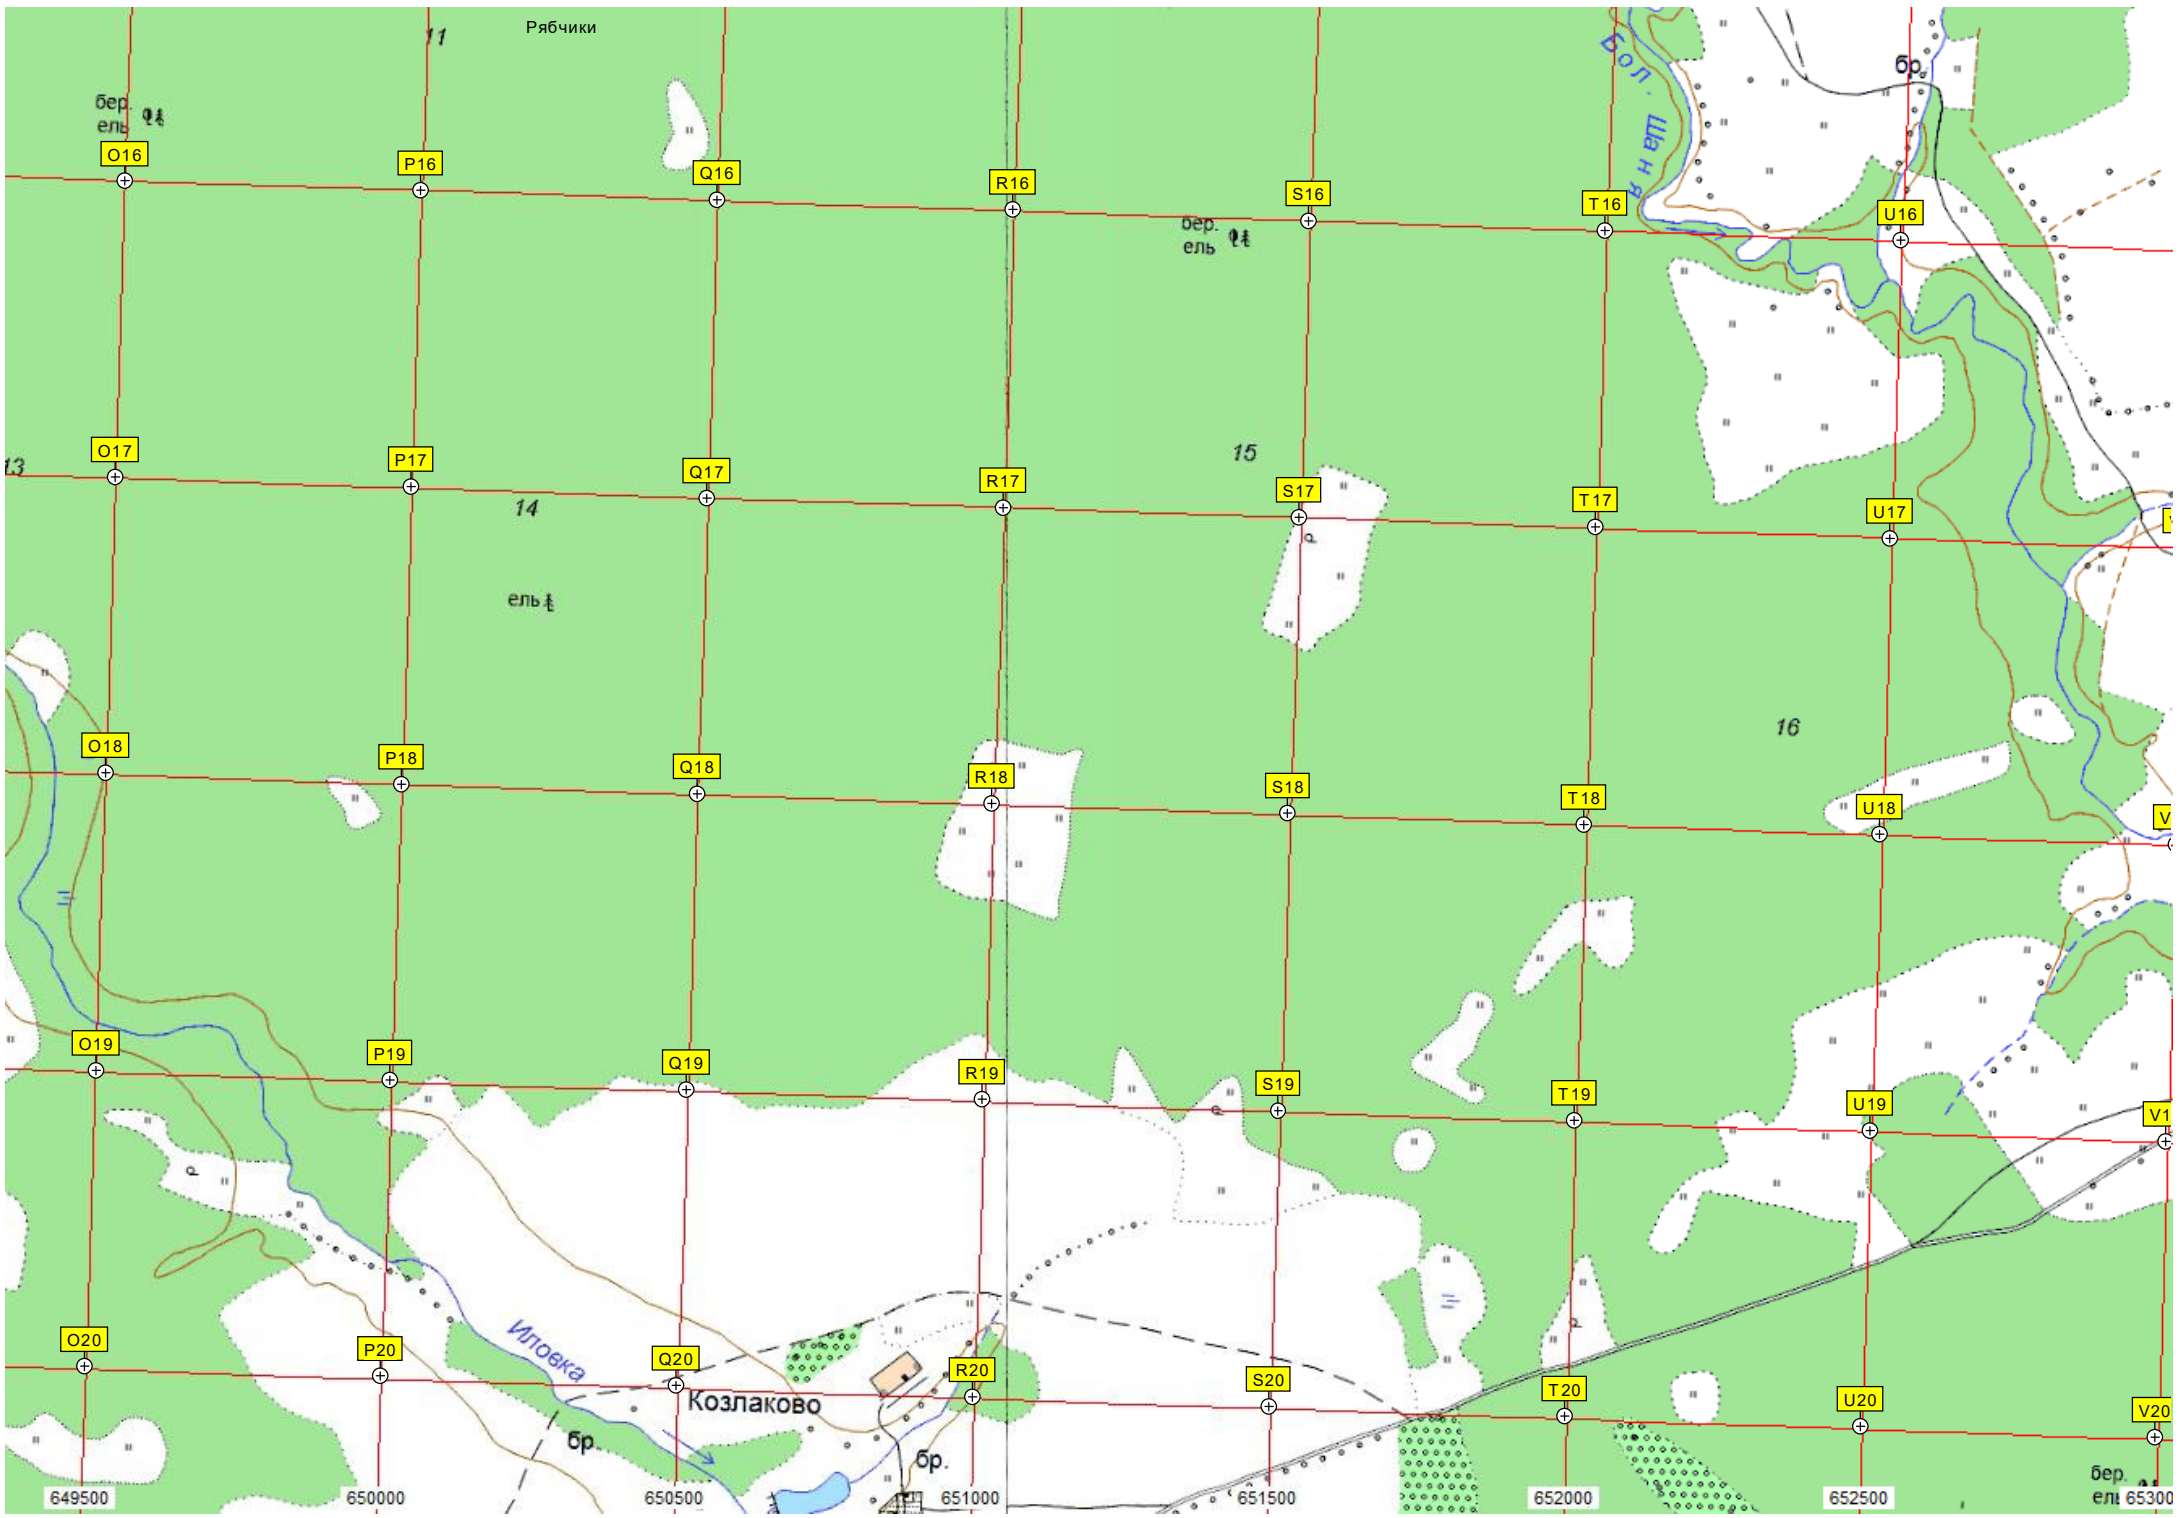 11
Рябчики
Бол. Шаня
бр.
бер.
ель
O16
P16
Q16
R16
S16
T16
U16
бер.
ель
13
O17
P17
Q17
R17
15
S17
T17
U17
14
ель
16
O18
P18
Q18
R18
S18
T18
U18
V
O19
P19
Q19
R19
S19
T19
U19
V1
Иловка
O20
P20
Q20
R20
S20
T20
U20
V20
Козлаково
бр.
бр.
бер.
ель
649500
650000
650500
651000
651500
652000
652500
65300